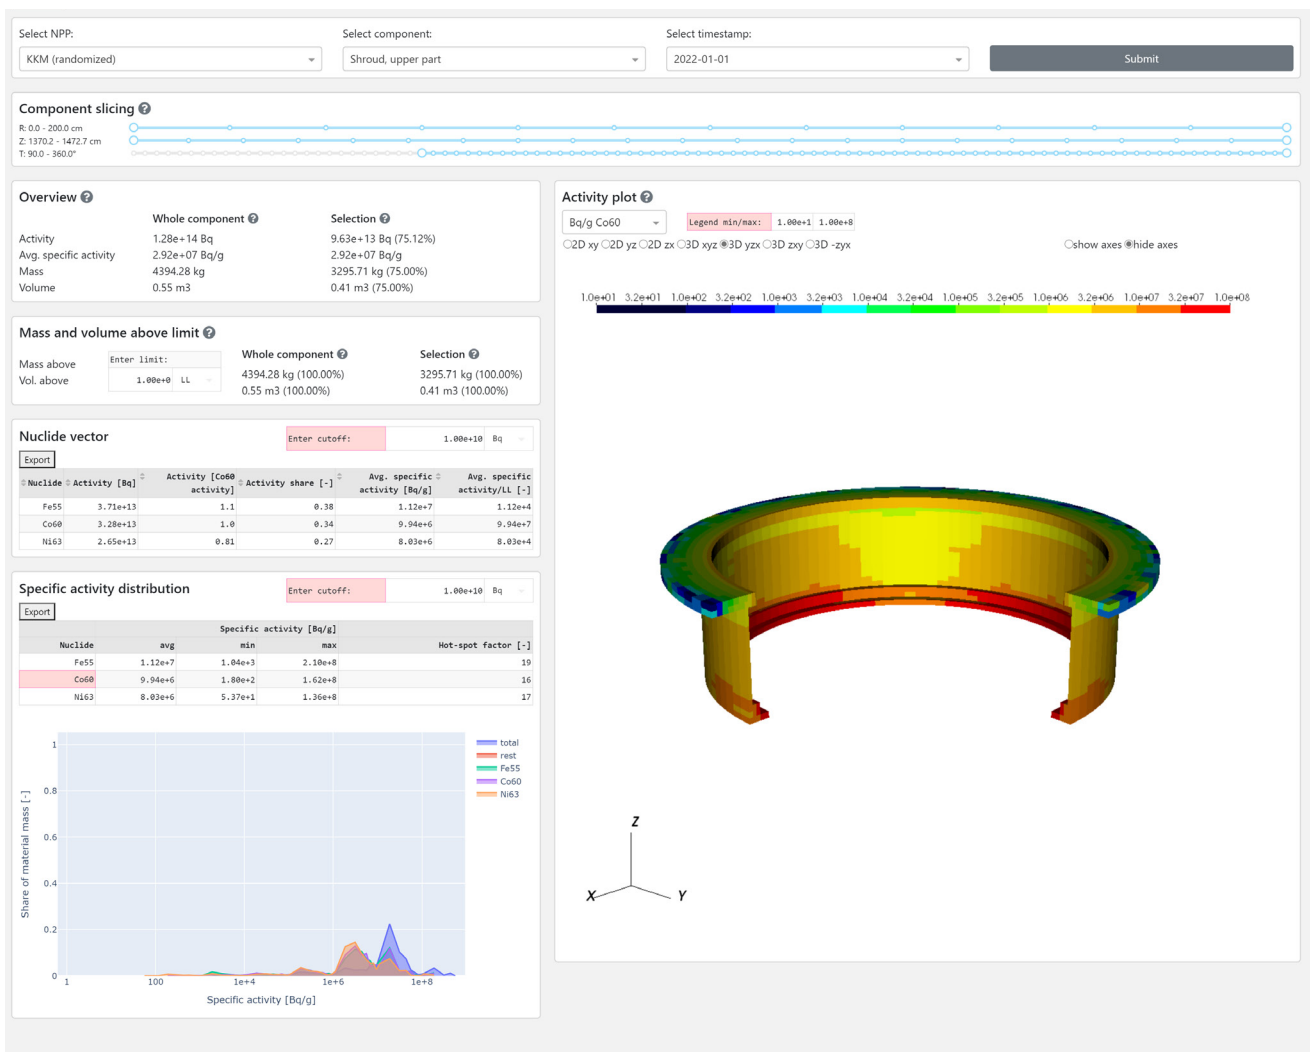 Select NPP: Select component: Select timestamp:
KKM (randomized) Shroud, upper part 2022-01-01 Submit
Component slicing ?
R: 0.0 - 200.0 cm
Z: 1370.2 - 1472.7 cm
T: 90.0 - 360.0°
Overview ?
Whole component ? Selection ?
Activity 1.28e+14 Bq 9.63e+13 Bq (75.12%)
Avg. specific activity 2.92e+07 Bq/g 2.92e+07 Bq/g
Mass 4394.28 kg 3295.71 kg (75.00%)
Volume 0.55 m3 0.41 m3 (75.00%)
Mass and volume above limit ?
Whole component ? Selection ?
Mass above Enter limit: 4394.28 kg (100.00%) 3295.71 kg (100.00%)
Vol. above 1.00e+0 LL 0.55 m3 (100.00%) 0.41 m3 (100.00%)
Nuclide vector Enter cutoff: 1.00e+10 Bq
Export
Nuclide Activity [Bq] Activity [Co60 activity] Activity share [-] Avg. specific activity [Bq/g] Avg. specific activity/LL [-]
Fe55 3.71e+13 1.1 0.38 1.12e+7 1.12e+4
Co60 3.28e+13 1.0 0.34 9.94e+6 9.94e+7
Ni63 2.65e+13 0.81 0.27 8.03e+6 8.03e+4
Specific activity distribution Enter cutoff: 1.00e+10 Bq
Export
Specific activity [Bq/g]
Nuclide avg min max Hot-spot factor [-]
Fe55 1.12e+7 1.04e+3 2.10e+8 19
Co60 9.94e+6 1.80e+2 1.62e+8 16
Ni63 8.03e+6 5.37e+1 1.36e+8 17
total
rest
Fe55
Co60
Ni63
1
0.8
0.6
0.4
0.2
0
Share of material mass [-]
1 100 1e+4 1e+6 1e+8
Specific activity [Bq/g]
Activity plot ?
Bq/g Co60 Legend min/max: 1.00e+1 1.00e+8
2D xy 2D yz 2D zx 3D xyz 3D yzx 3D zxy 3D -zyx show axes hide axes
1.0e+01 3.2e+01 1.0e+02 3.2e+02 1.0e+03 3.2e+03 1.0e+04 3.2e+04 1.0e+05 3.2e+05 1.0e+06 3.2e+06 1.0e+07 3.2e+07 1.0e+08
Z
X Y